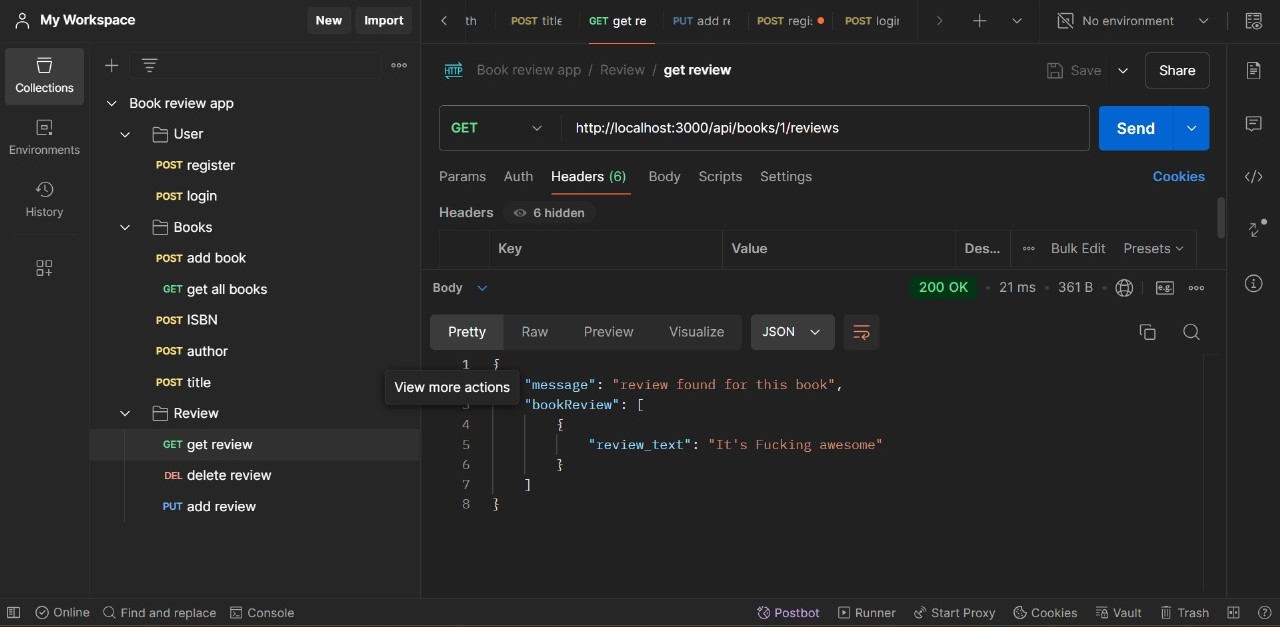 My Workspace
New
Import
th
POST title
GET get re
PUT add re
POST regi:
POST login
No environment
Collections
Environments
History
Book review app
User
POST register
POST login
Books
POST add book
GET get all books
POST ISBN
POST author
POST title
Review
GET get review
DEL delete review
PUT add review
HTTP Book review app / Review / get review
Save
Share
GET
http://localhost:3000/api/books/1/reviews
Send
Params Auth Headers (6) Body Scripts Settings
Cookies
Headers 6 hidden
Key Value Des... Bulk Edit Presets
Body
200 OK 21 ms 361 B e.g.
Pretty Raw Preview Visualize JSON
View more actions
1 {
"message": "review found for this book",
3 "bookReview": [
4 {
5 "review_text": "It's Fucking awesome"
6 }
7 ]
8 }
Online Find and replace Console
Postbot Runner Start Proxy Cookies Vault Trash